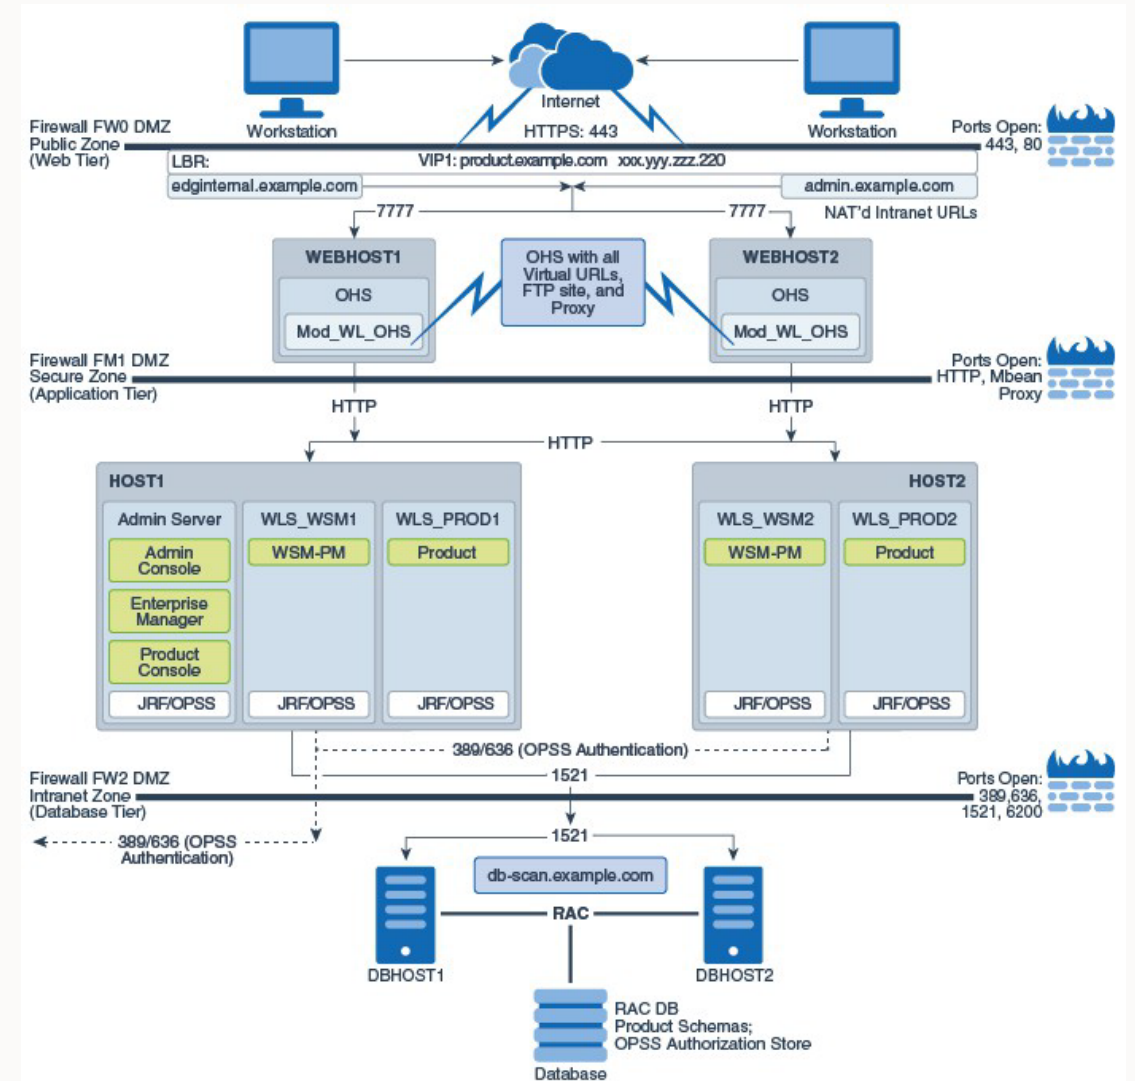 Internet
Workstation
HTTPS: 443
Workstation
Firewall FW0 DMZ
Public Zone
(Web Tier)
Ports Open:
443, 80
LBR:
VIP1: product.example.com xxx.yyy.zzz.220
edginternal.example.com
admin.example.com
7777
7777
NAT'd Intranet URLs
WEBHOST1
OHS
Mod_WL_OHS
OHS with all
Virtual URLs,
FTP site, and
Proxy
WEBHOST2
OHS
Mod_WL_OHS
Firewall FM1 DMZ
Secure Zone
(Application Tier)
Ports Open:
HTTP, Mbean
Proxy
HTTP
HTTP
HTTP
HOST1
Admin Server
Admin
Console
Enterprise
Manager
Product
Console
JRF/OPSS
WLS_WSM1
WSM-PM
JRF/OPSS
WLS_PROD1
Product
JRF/OPSS
HOST2
WLS_WSM2
WSM-PM
JRF/OPSS
WLS_PROD2
Product
JRF/OPSS
389/636 (OPSS Authentication)
1521
Firewall FW2 DMZ
Intranet Zone
(Database Tier)
Ports Open:
389,636,
1521, 6200
389/636 (OPSS
Authentication)
1521
db-scan.example.com
RAC
DBHOST1
DBHOST2
RAC DB
Product Schemas;
OPSS Authorization Store
Database